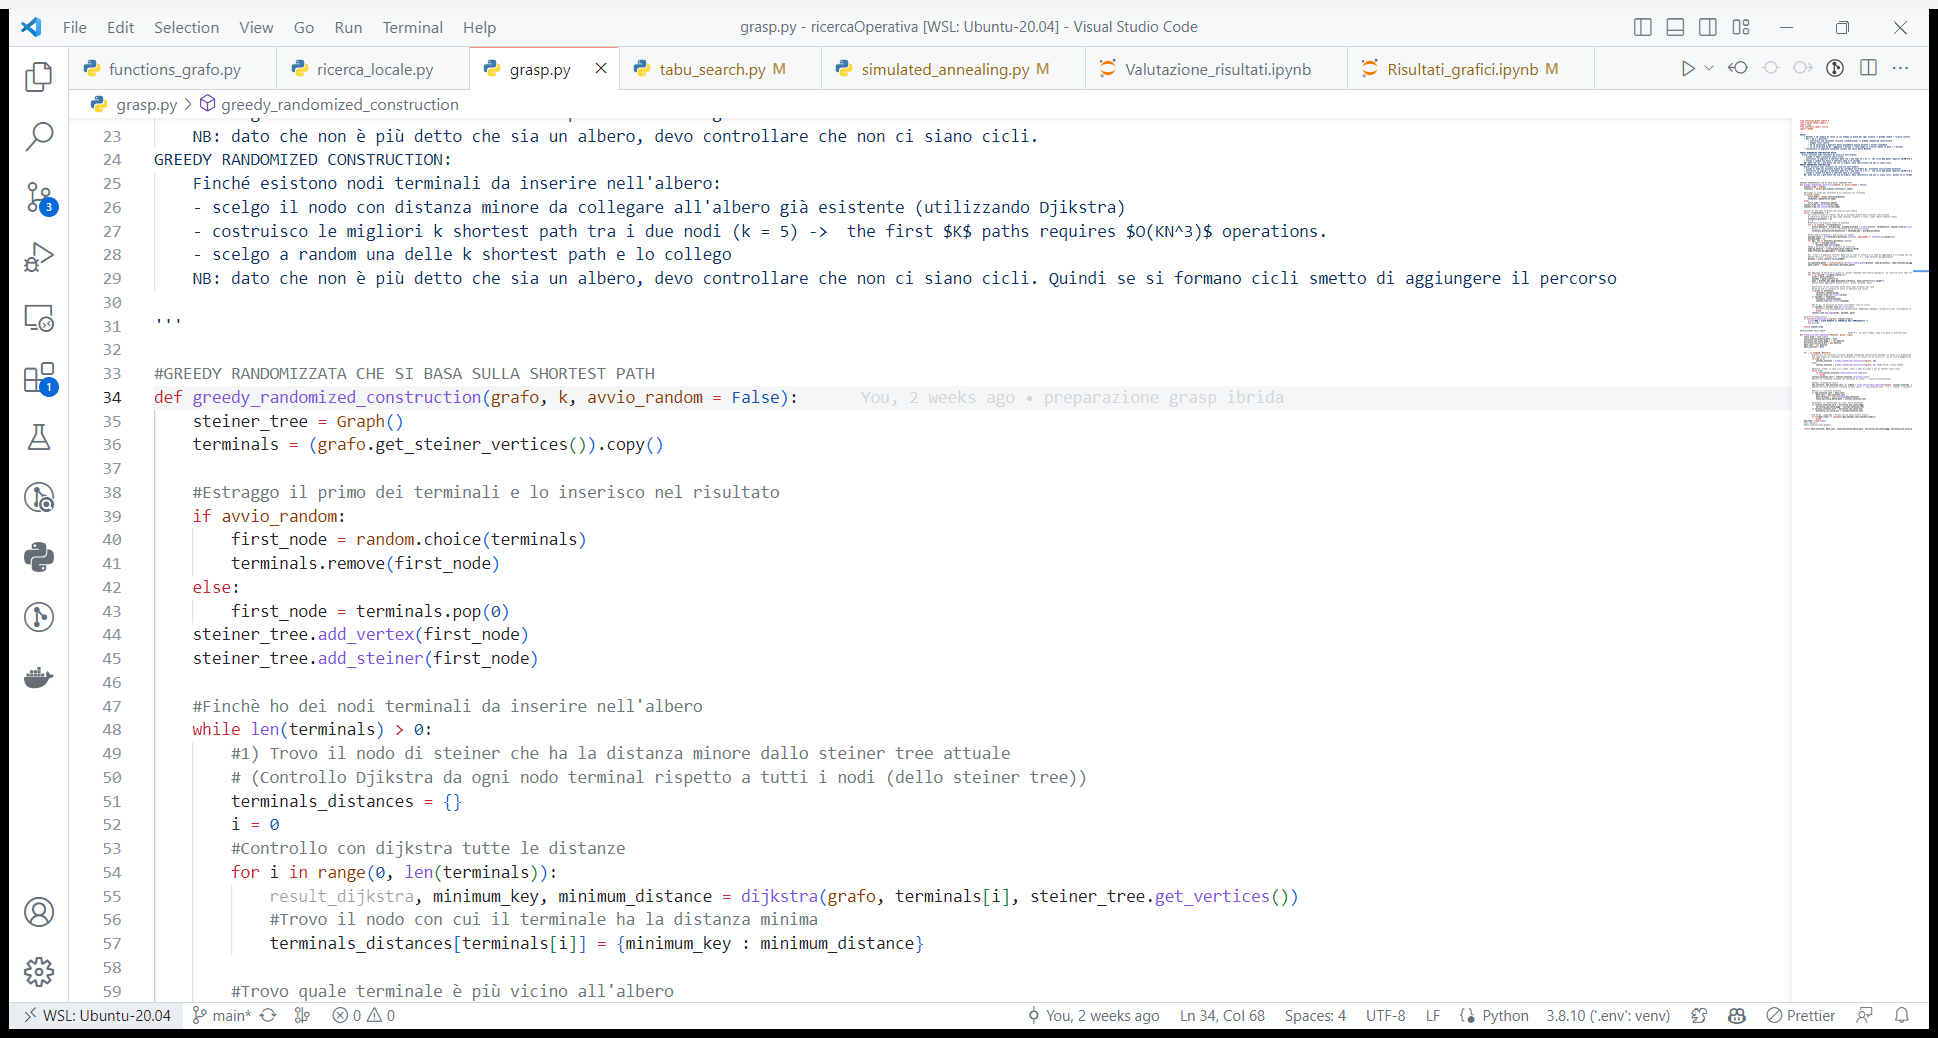 File Edit Selection View Go Run Terminal Help
grasp.py - ricercaOperativa [WSL: Ubuntu-20.04] - Visual Studio Code
functions_grafo.py ricerca_locale.py grasp.py tabu_search.py M simulated_annealing.py M Valutazione_risultati.ipynb Risultati_grafici.ipynb M
grasp.py > greedy_randomized_construction
23 NB: dato che non è più detto che sia un albero, devo controllare che non ci siano cicli.
24 GREEDY RANDOMIZED CONSTRUCTION:
25 Finché esistono nodi terminali da inserire nell'albero:
26 - scelgo il nodo con distanza minore da collegare all'albero già esistente (utilizzando Djikstra)
27 - costruisco le migliori k shortest path tra i due nodi (k = 5) -> the first $K$ paths requires $O(KN^3)$ operations.
28 - scelgo a random una delle k shortest path e lo collego
29 NB: dato che non è più detto che sia un albero, devo controllare che non ci siano cicli. Quindi se si formano cicli smetto di aggiungere il percorso
30
31 '''
32
33 #GREEDY RANDOMIZZATA CHE SI BASA SULLA SHORTEST PATH
34 def greedy_randomized_construction(grafo, k, avvio_random = False): You, 2 weeks ago • preparazione grasp ibrida
35 steiner_tree = Graph()
36 terminals = (grafo.get_steiner_vertices()).copy()
37
38 #Estraggo il primo dei terminali e lo inserisco nel risultato
39 if avvio_random:
40 first_node = random.choice(terminals)
41 terminals.remove(first_node)
42 else:
43 first_node = terminals.pop(0)
44 steiner_tree.add_vertex(first_node)
45 steiner_tree.add_steiner(first_node)
46
47 #Finchè ho dei nodi terminali da inserire nell'albero
48 while len(terminals) > 0:
49 #1) Trovo il nodo di steiner che ha la distanza minore dallo steiner tree attuale
50 # (Controllo Djikstra da ogni nodo terminal rispetto a tutti i nodi (dello steiner tree))
51 terminals_distances = {}
52 i = 0
53 #Controllo con dijkstra tutte le distanze
54 for i in range(0, len(terminals)):
55 result_dijkstra, minimum_key, minimum_distance = dijkstra(grafo, terminals[i], steiner_tree.get_vertices())
56 #Trovo il nodo con cui il terminale ha la distanza minima
57 terminals_distances[terminals[i]] = {minimum_key : minimum_distance}
58
59 #Trovo quale terminale è più vicino all'albero
3
1
WSL: Ubuntu-20.04 main* 0 0 You, 2 weeks ago Ln 34, Col 68 Spaces: 4 UTF-8 LF Python 3.8.10 ('.env': venv) Prettier